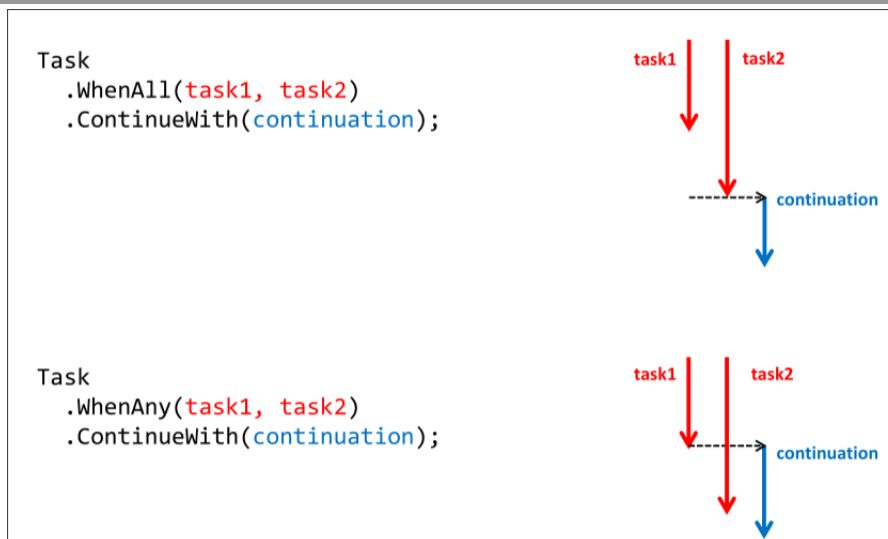 Task
.WhenAll(task1, task2)
.ContinueWith(continuation);
task1
task2
continuation
Task
.WhenAny(task1, task2)
.ContinueWith(continuation);
task1
task2
continuation